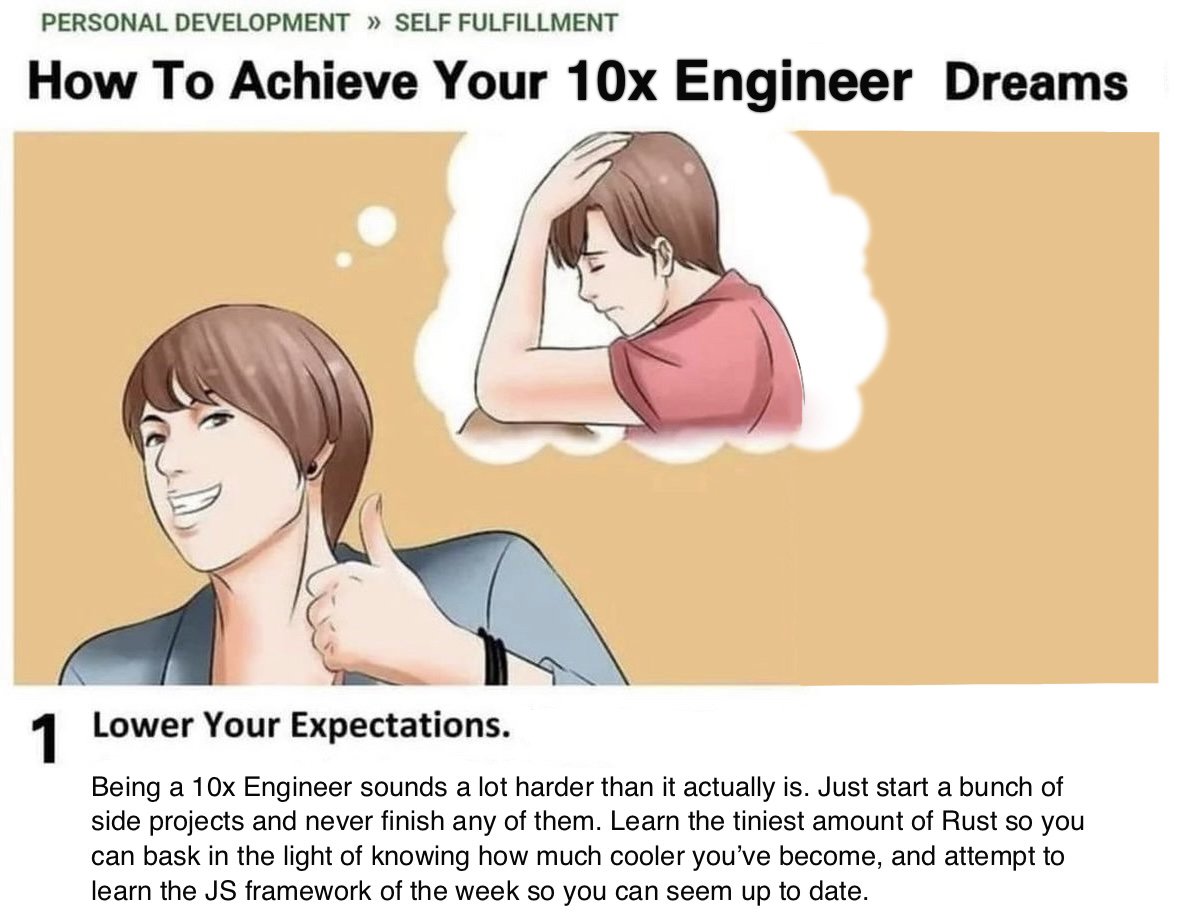 PERSONAL DEVELOPMENT » SELF FULFILLMENT
How To Achieve Your 10x Engineer Dreams
1 Lower Your Expectations.
Being a 10x Engineer sounds a lot harder than it actually is. Just start a bunch of
side projects and never finish any of them. Learn the tiniest amount of Rust so you
can bask in the light of knowing how much cooler you’ve become, and attempt to
learn the JS framework of the week so you can seem up to date.